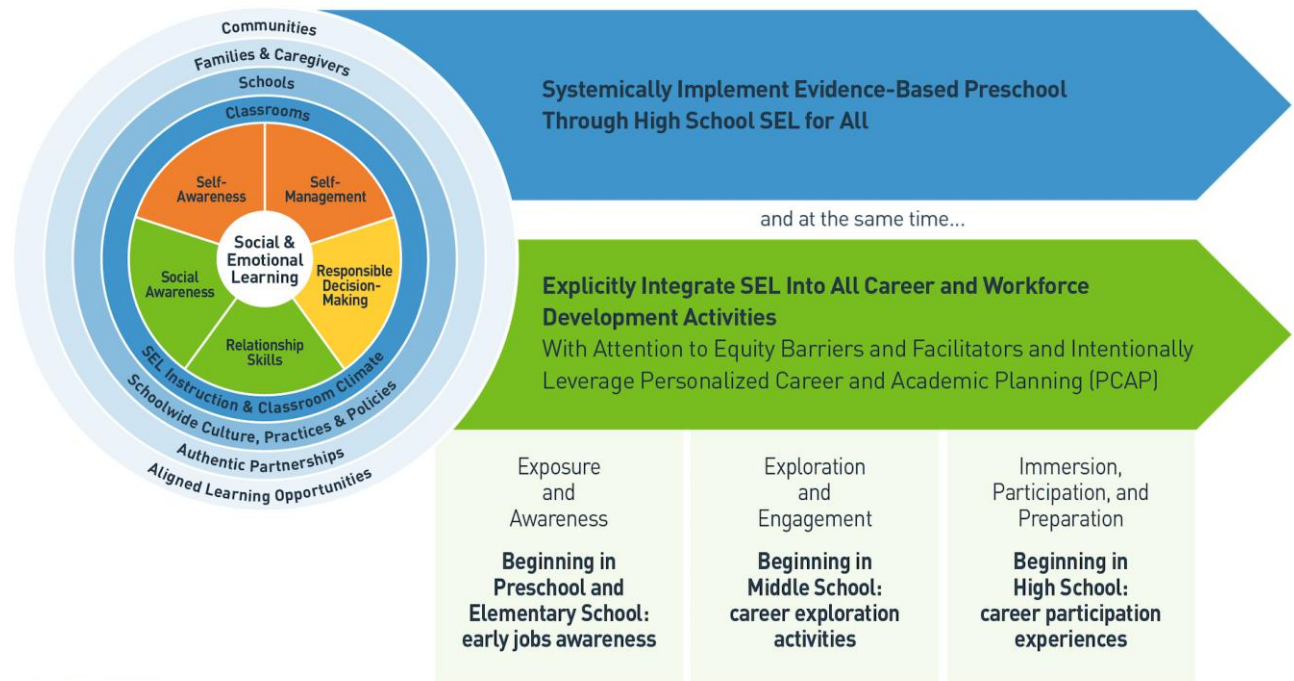 Communities
Families & Caregivers
Schools
Classrooms
Self-
Awareness
Self-
Management
Social
Awareness
Social &
Emotional
Learning
Responsible
Decision-
Making
Relationship
Skills
SEL Instruction & Classroom Climate
Schoolwide Culture, Practices & Policies
Authentic Partnerships
Aligned Learning Opportunities
Systemically Implement Evidence-Based Preschool
Through High School SEL for All
and at the same time...
Explicitly Integrate SEL Into All Career and Workforce
Development Activities
With Attention to Equity Barriers and Facilitators and Intentionally
Leverage Personalized Career and Academic Planning (PCAP)
Exposure
and
Awareness
Beginning in
Preschool and
Elementary School:
early jobs awareness
Exploration
and
Engagement
Beginning in
Middle School:
career exploration
activities
Immersion,
Participation, and
Preparation
Beginning in
High School:
career participation
experiences